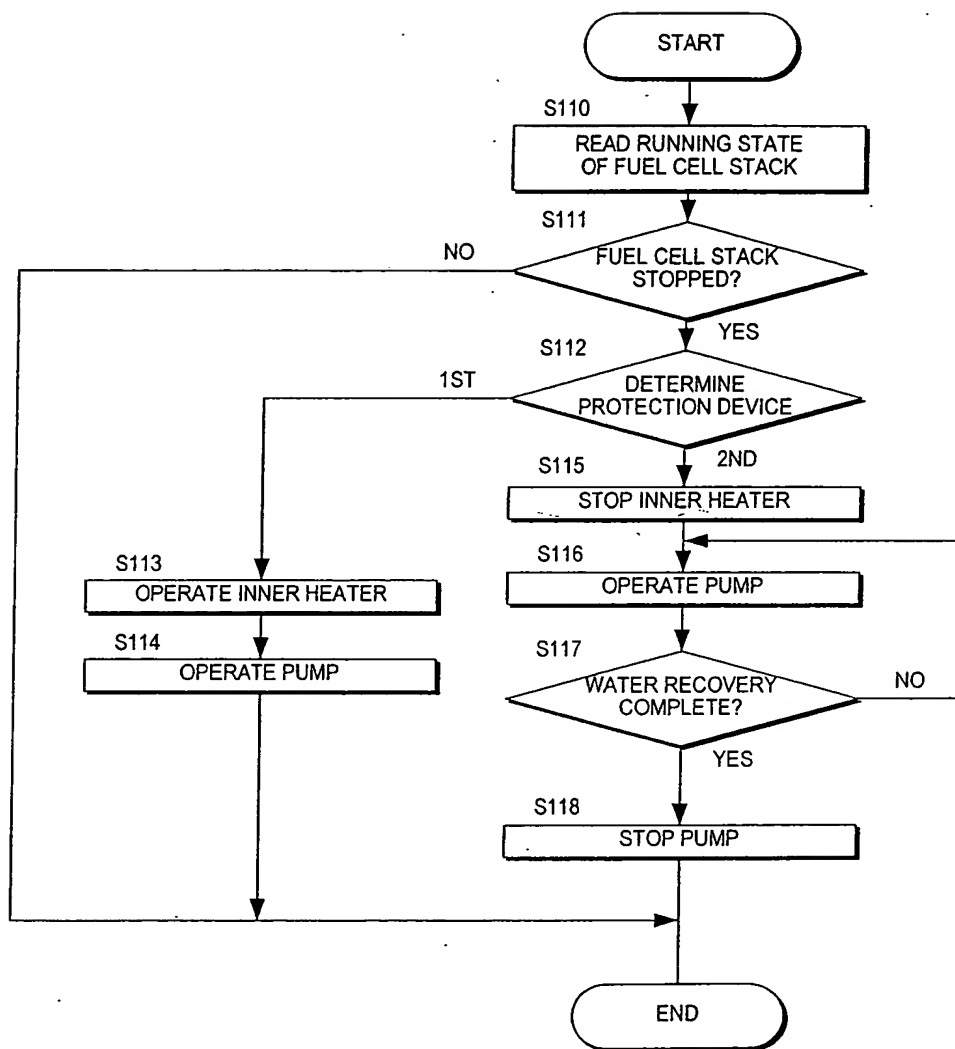 START
S110
READ RUNNING STATE
OF FUEL CELL STACK
S111
NO
FUEL CELL STACK
STOPPED?
YES
S112
1ST
DETERMINE
PROTECTION DEVICE
2ND
S115
STOP INNER HEATER
S113
OPERATE INNER HEATER
S116
OPERATE PUMP
S114
OPERATE PUMP
S117
WATER RECOVERY
COMPLETE?
NO
YES
S118
STOP PUMP
END